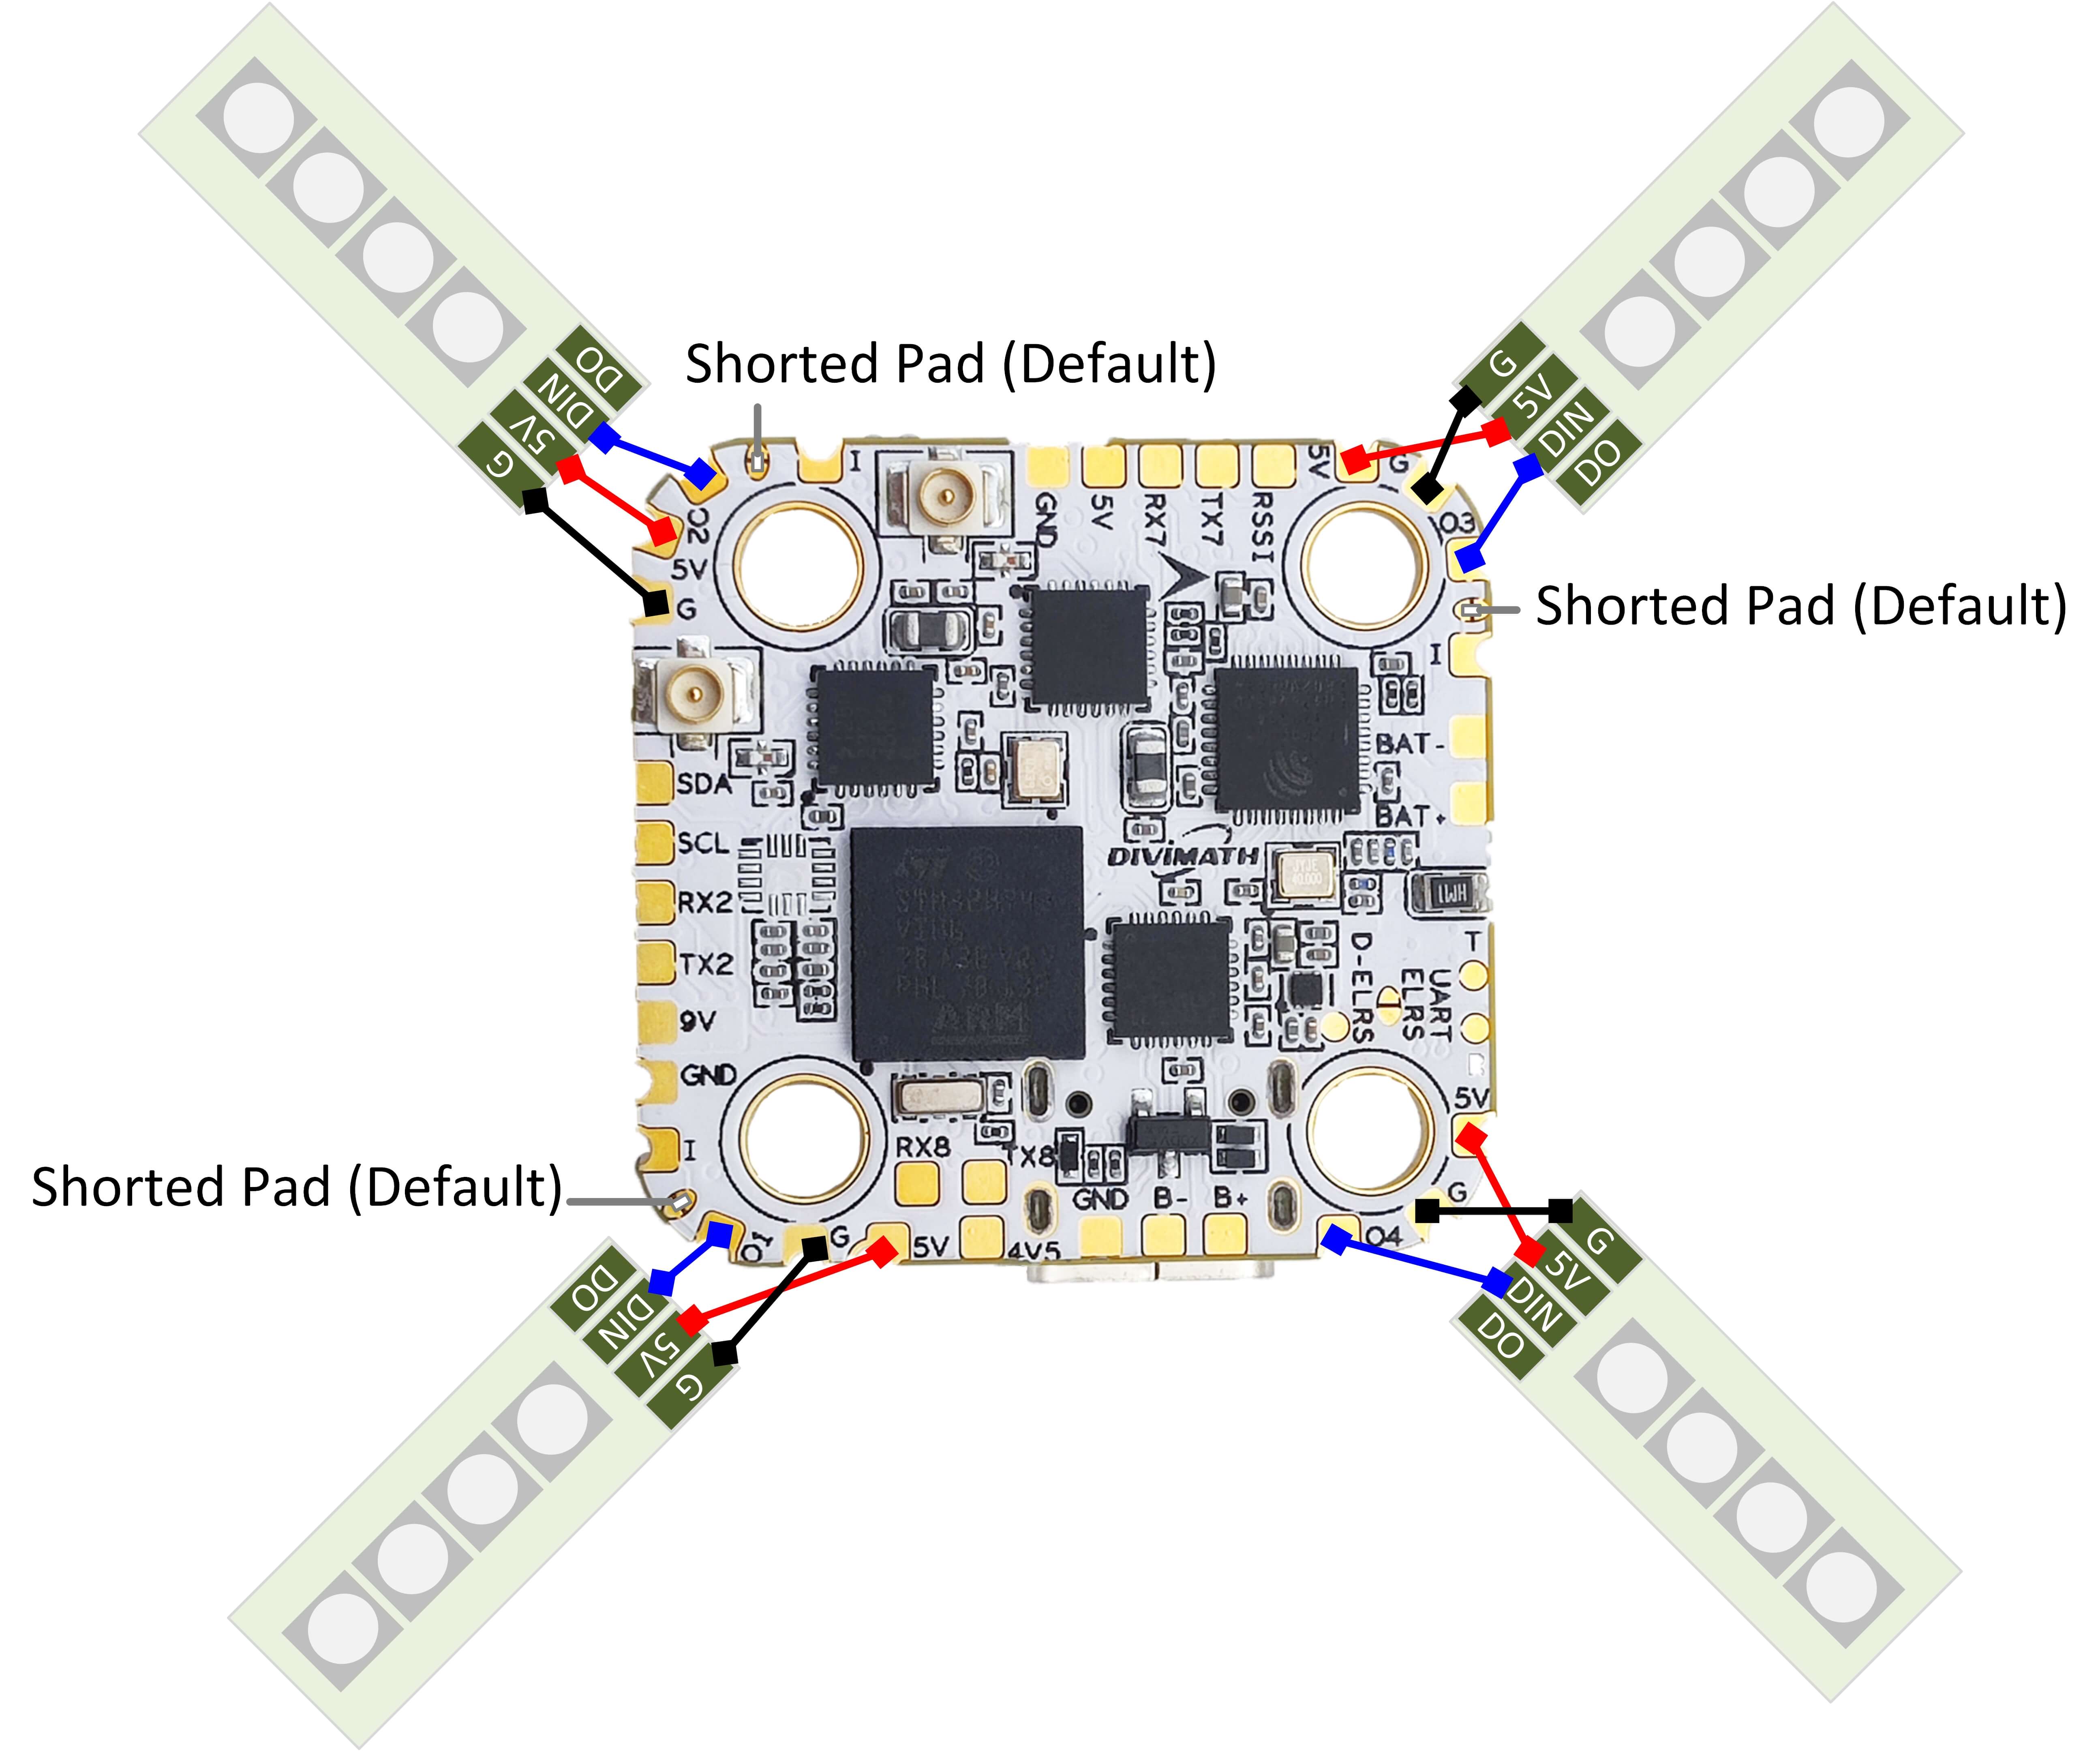 DO
DIN
5V
G
G
5V
DIN
DO
Shorted Pad (Default)
I
GND
5V
RX7
TX7
RSSI
5V
G
O2
5V
G
O3
Shorted Pad (Default)
I
BAT-
BAT+
SDA
SCL
RX2
TX2
9V
GND
I
DIVIMATH
ARM
T
D-ELRS
ELRS
UART
5V
G
RX8
TX8
GND
B-
B+
Shorted Pad (Default)
O1
G
5V
4V5
O4
DO
DIN
5V
G
G
5V
DIN
DO